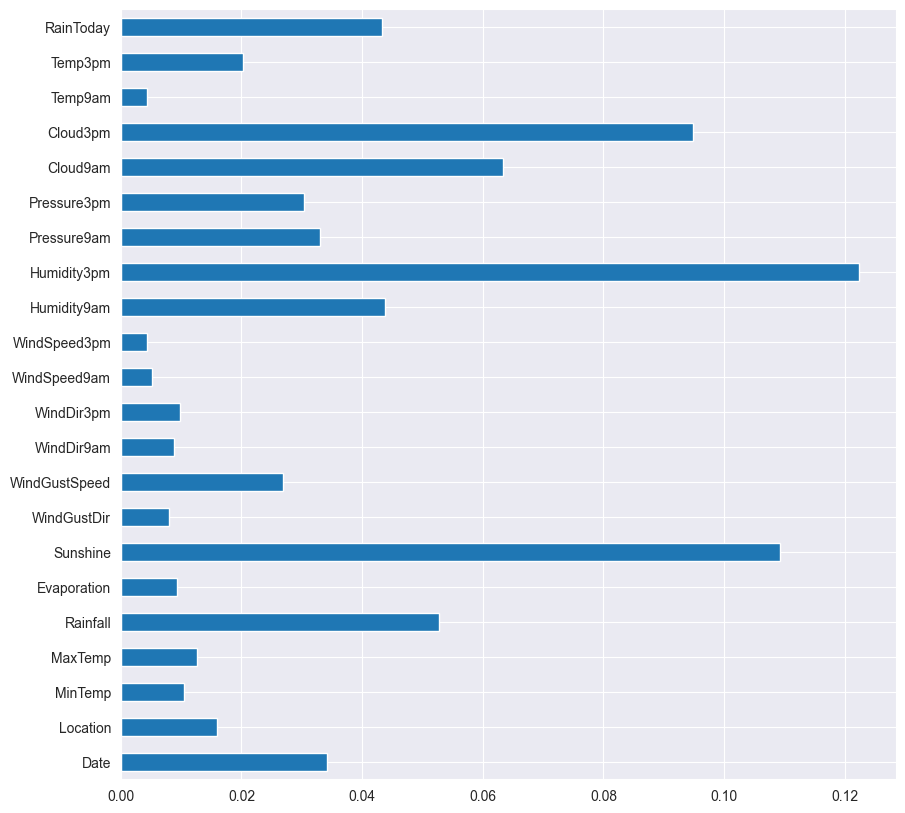 RainToday
Temp3pm
Temp9am
Cloud3pm
Cloud9am
Pressure3pm
Pressure9am
Humidity3pm
Humidity9am
WindSpeed3pm
WindSpeed9am
WindDir3pm
WindDir9am
WindGustSpeed
WindGustDir
Sunshine
Evaporation
Rainfall
MaxTemp
MinTemp
Location
Date
0.00 0.02 0.04 0.06 0.08 0.10 0.12